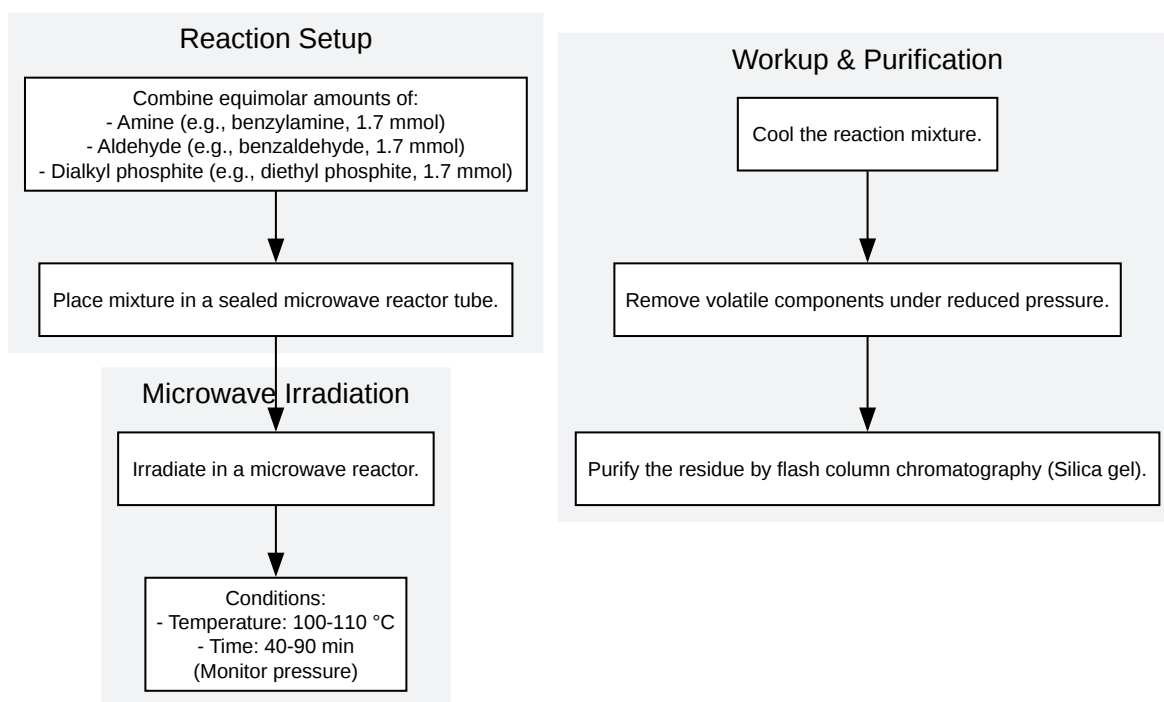 Reaction Setup
Combine equimolar amounts of:
- Amine (e.g., benzylamine, 1.7 mmol)
- Aldehyde (e.g., benzaldehyde, 1.7 mmol)
- Dialkyl phosphite (e.g., diethyl phosphite, 1.7 mmol)
Place mixture in a sealed microwave reactor tube.
Microwave Irradiation
Irradiate in a microwave reactor.
Conditions:
- Temperature: 100-110 °C
- Time: 40-90 min
(Monitor pressure)
Workup & Purification
Cool the reaction mixture.
Remove volatile components under reduced pressure.
Purify the residue by flash column chromatography (Silica gel).